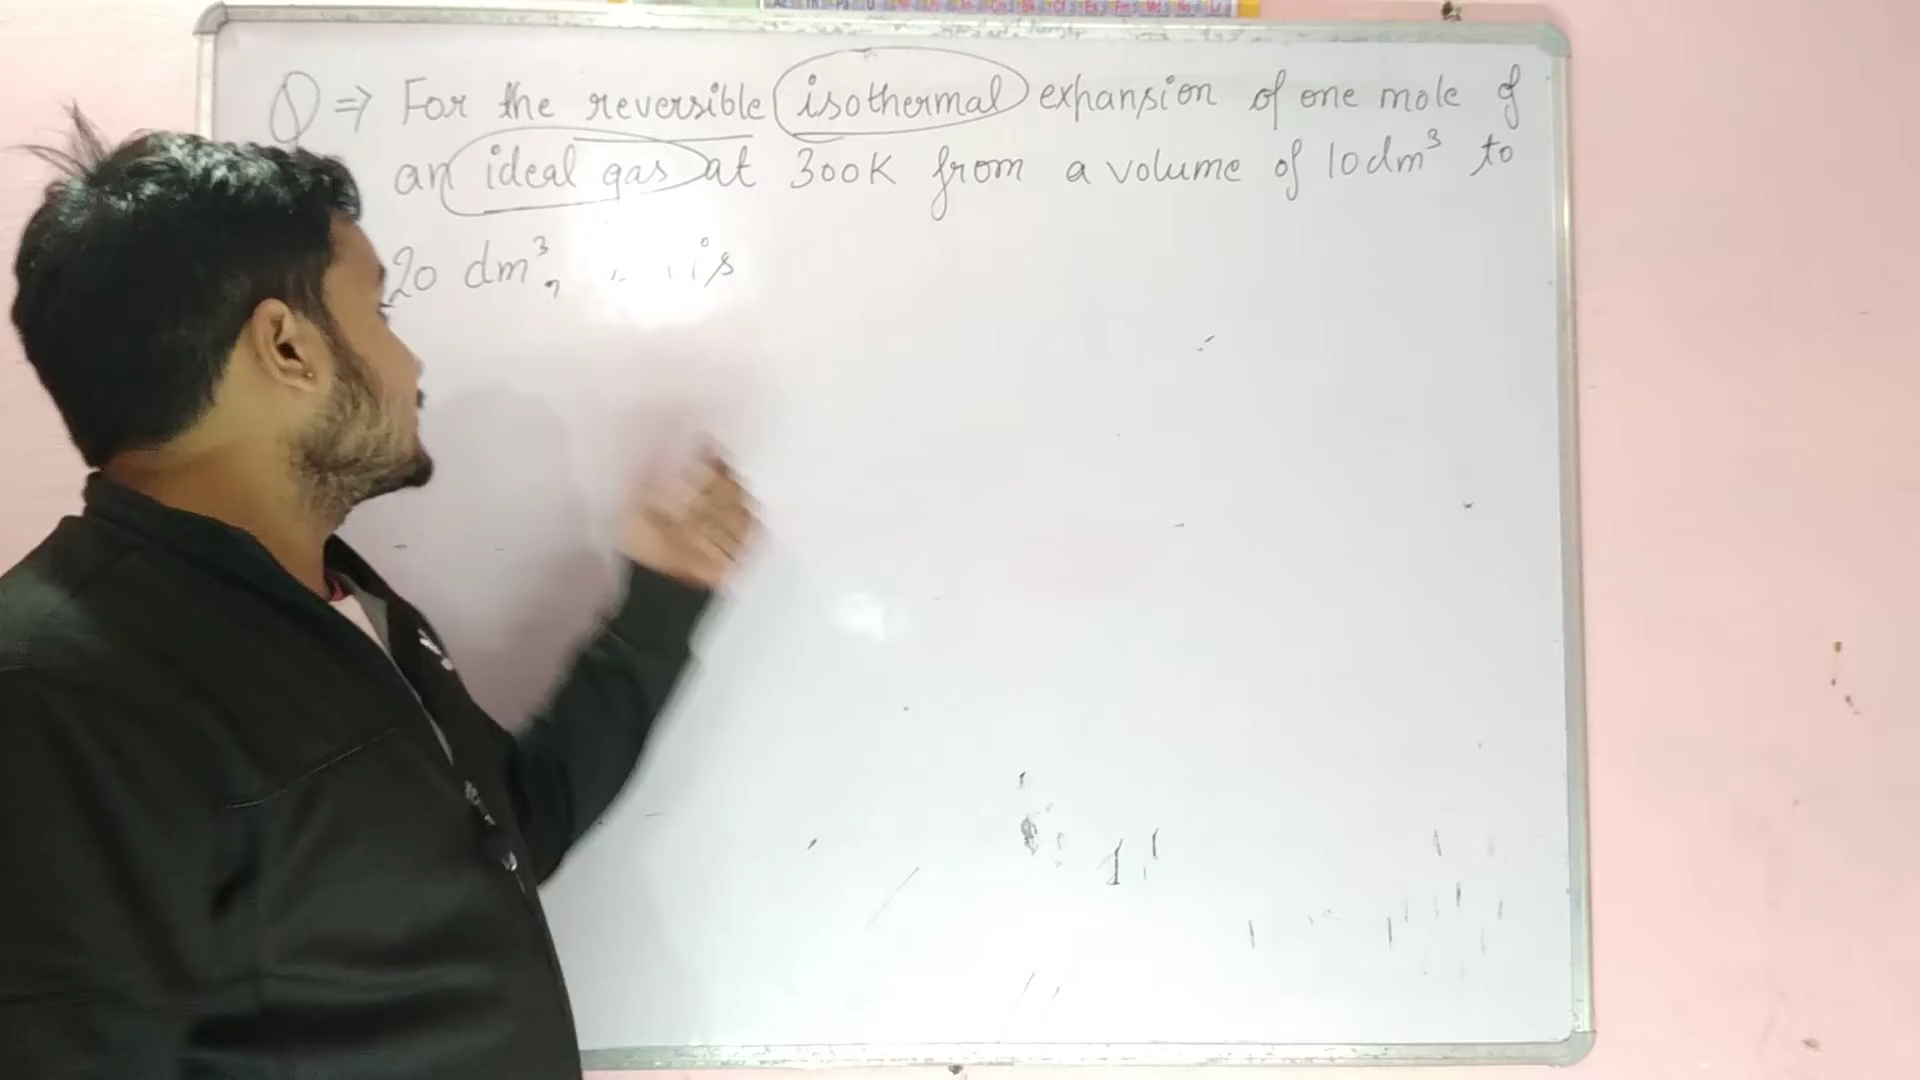 Q ⇒ For the reversible isothermal expansion of one mole of
an ideal gas at 300K from a volume of 10dm³ to
20 dm³, is